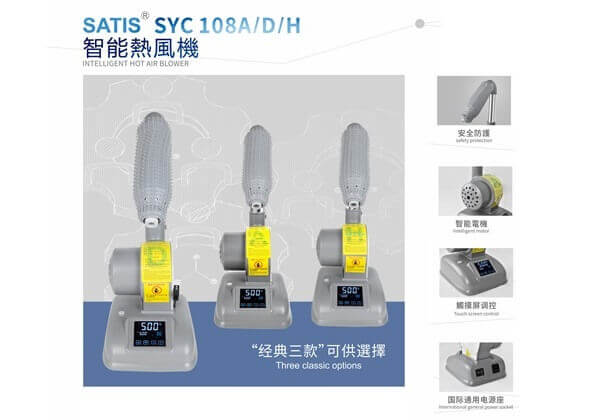 SATIS® SYC 108A/D/H
智能熱風機
INTELLIGENT HOT AIR BLOWER
500°
500°
500°
“经典三款”可供選擇
Three classic options
安全防護
safety protection
智能電機
Intelligent motor
觸摸屏调控
Touch screen control
国际通用电源座
International general power socket